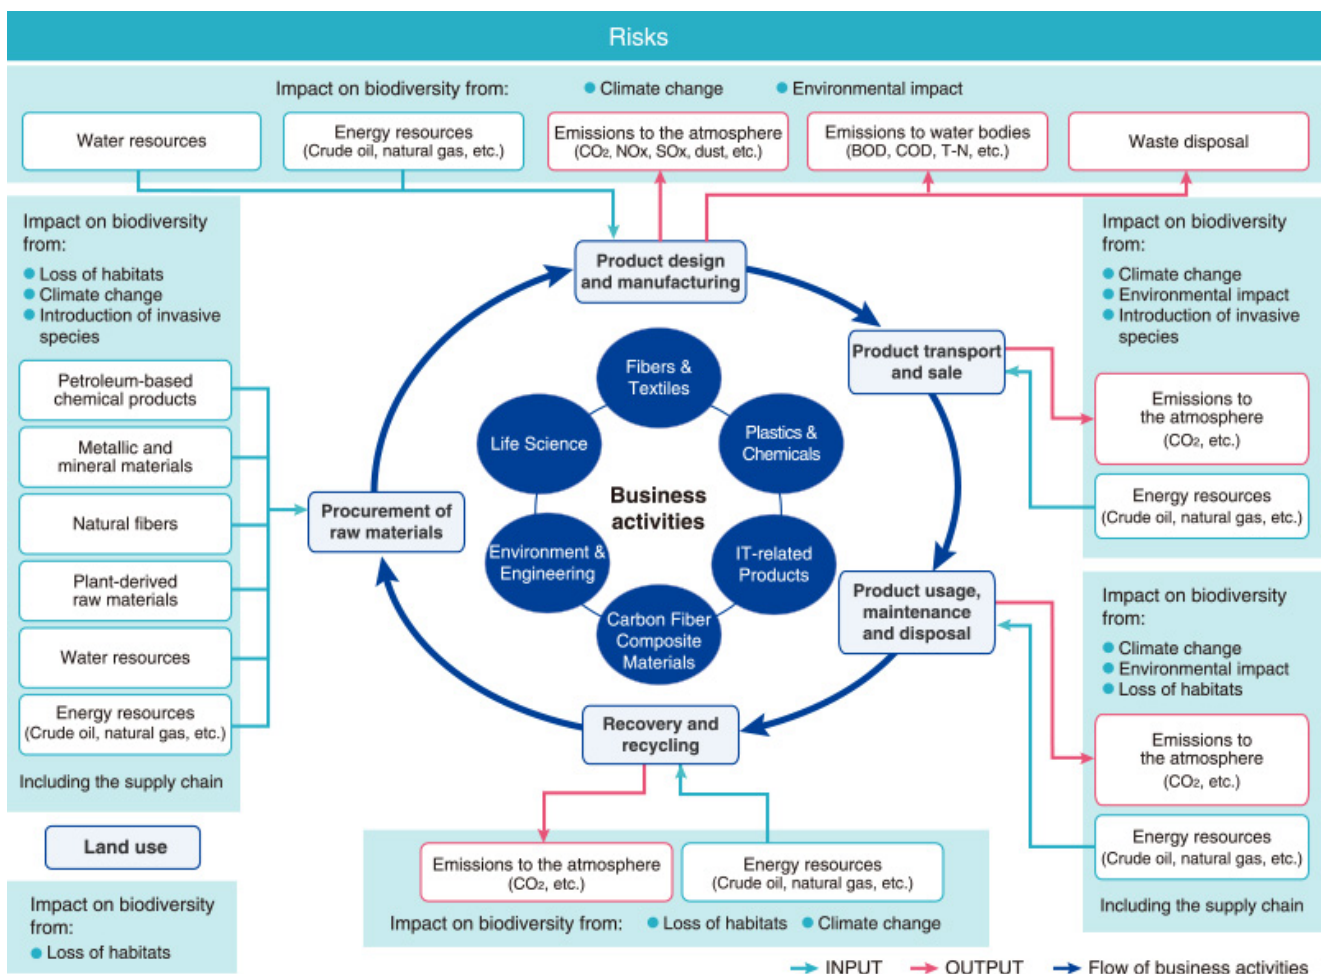 Risks
Impact on biodiversity from:
● Climate change
● Environmental impact
Water resources
Energy resources
(Crude oil, natural gas, etc.)
Emissions to the atmosphere
(CO₂, NOx, SOx, dust, etc.)
Emissions to water bodies
(BOD, COD, T-N, etc.)
Waste disposal
Impact on biodiversity
from:
● Loss of habitats
● Climate change
● Introduction of invasive
species
Petroleum-based
chemical products
Metallic and
mineral materials
Natural fibers
Plant-derived
raw materials
Water resources
Energy resources
(Crude oil, natural gas, etc.)
Including the supply chain
Land use
Impact on biodiversity
from:
● Loss of habitats
Product design
and manufacturing
Product transport
and sale
Product usage,
maintenance
and disposal
Recovery and
recycling
Procurement of
raw materials
Business
activities
Fibers &
Textiles
Plastics &
Chemicals
IT-related
Products
Carbon Fiber
Composite
Materials
Environment &
Engineering
Life Science
Impact on biodiversity
from:
● Climate change
● Environmental impact
● Introduction of invasive
species
Emissions to
the atmosphere
(CO₂, etc.)
Energy resources
(Crude oil, natural gas, etc.)
Impact on biodiversity
from:
● Climate change
● Environmental impact
● Loss of habitats
Emissions to
the atmosphere
(CO₂, etc.)
Energy resources
(Crude oil, natural gas, etc.)
Including the supply chain
Emissions to the atmosphere
(CO₂, etc.)
Energy resources
(Crude oil, natural gas, etc.)
Impact on biodiversity from:
● Loss of habitats
● Climate change
INPUT
OUTPUT
Flow of business activities